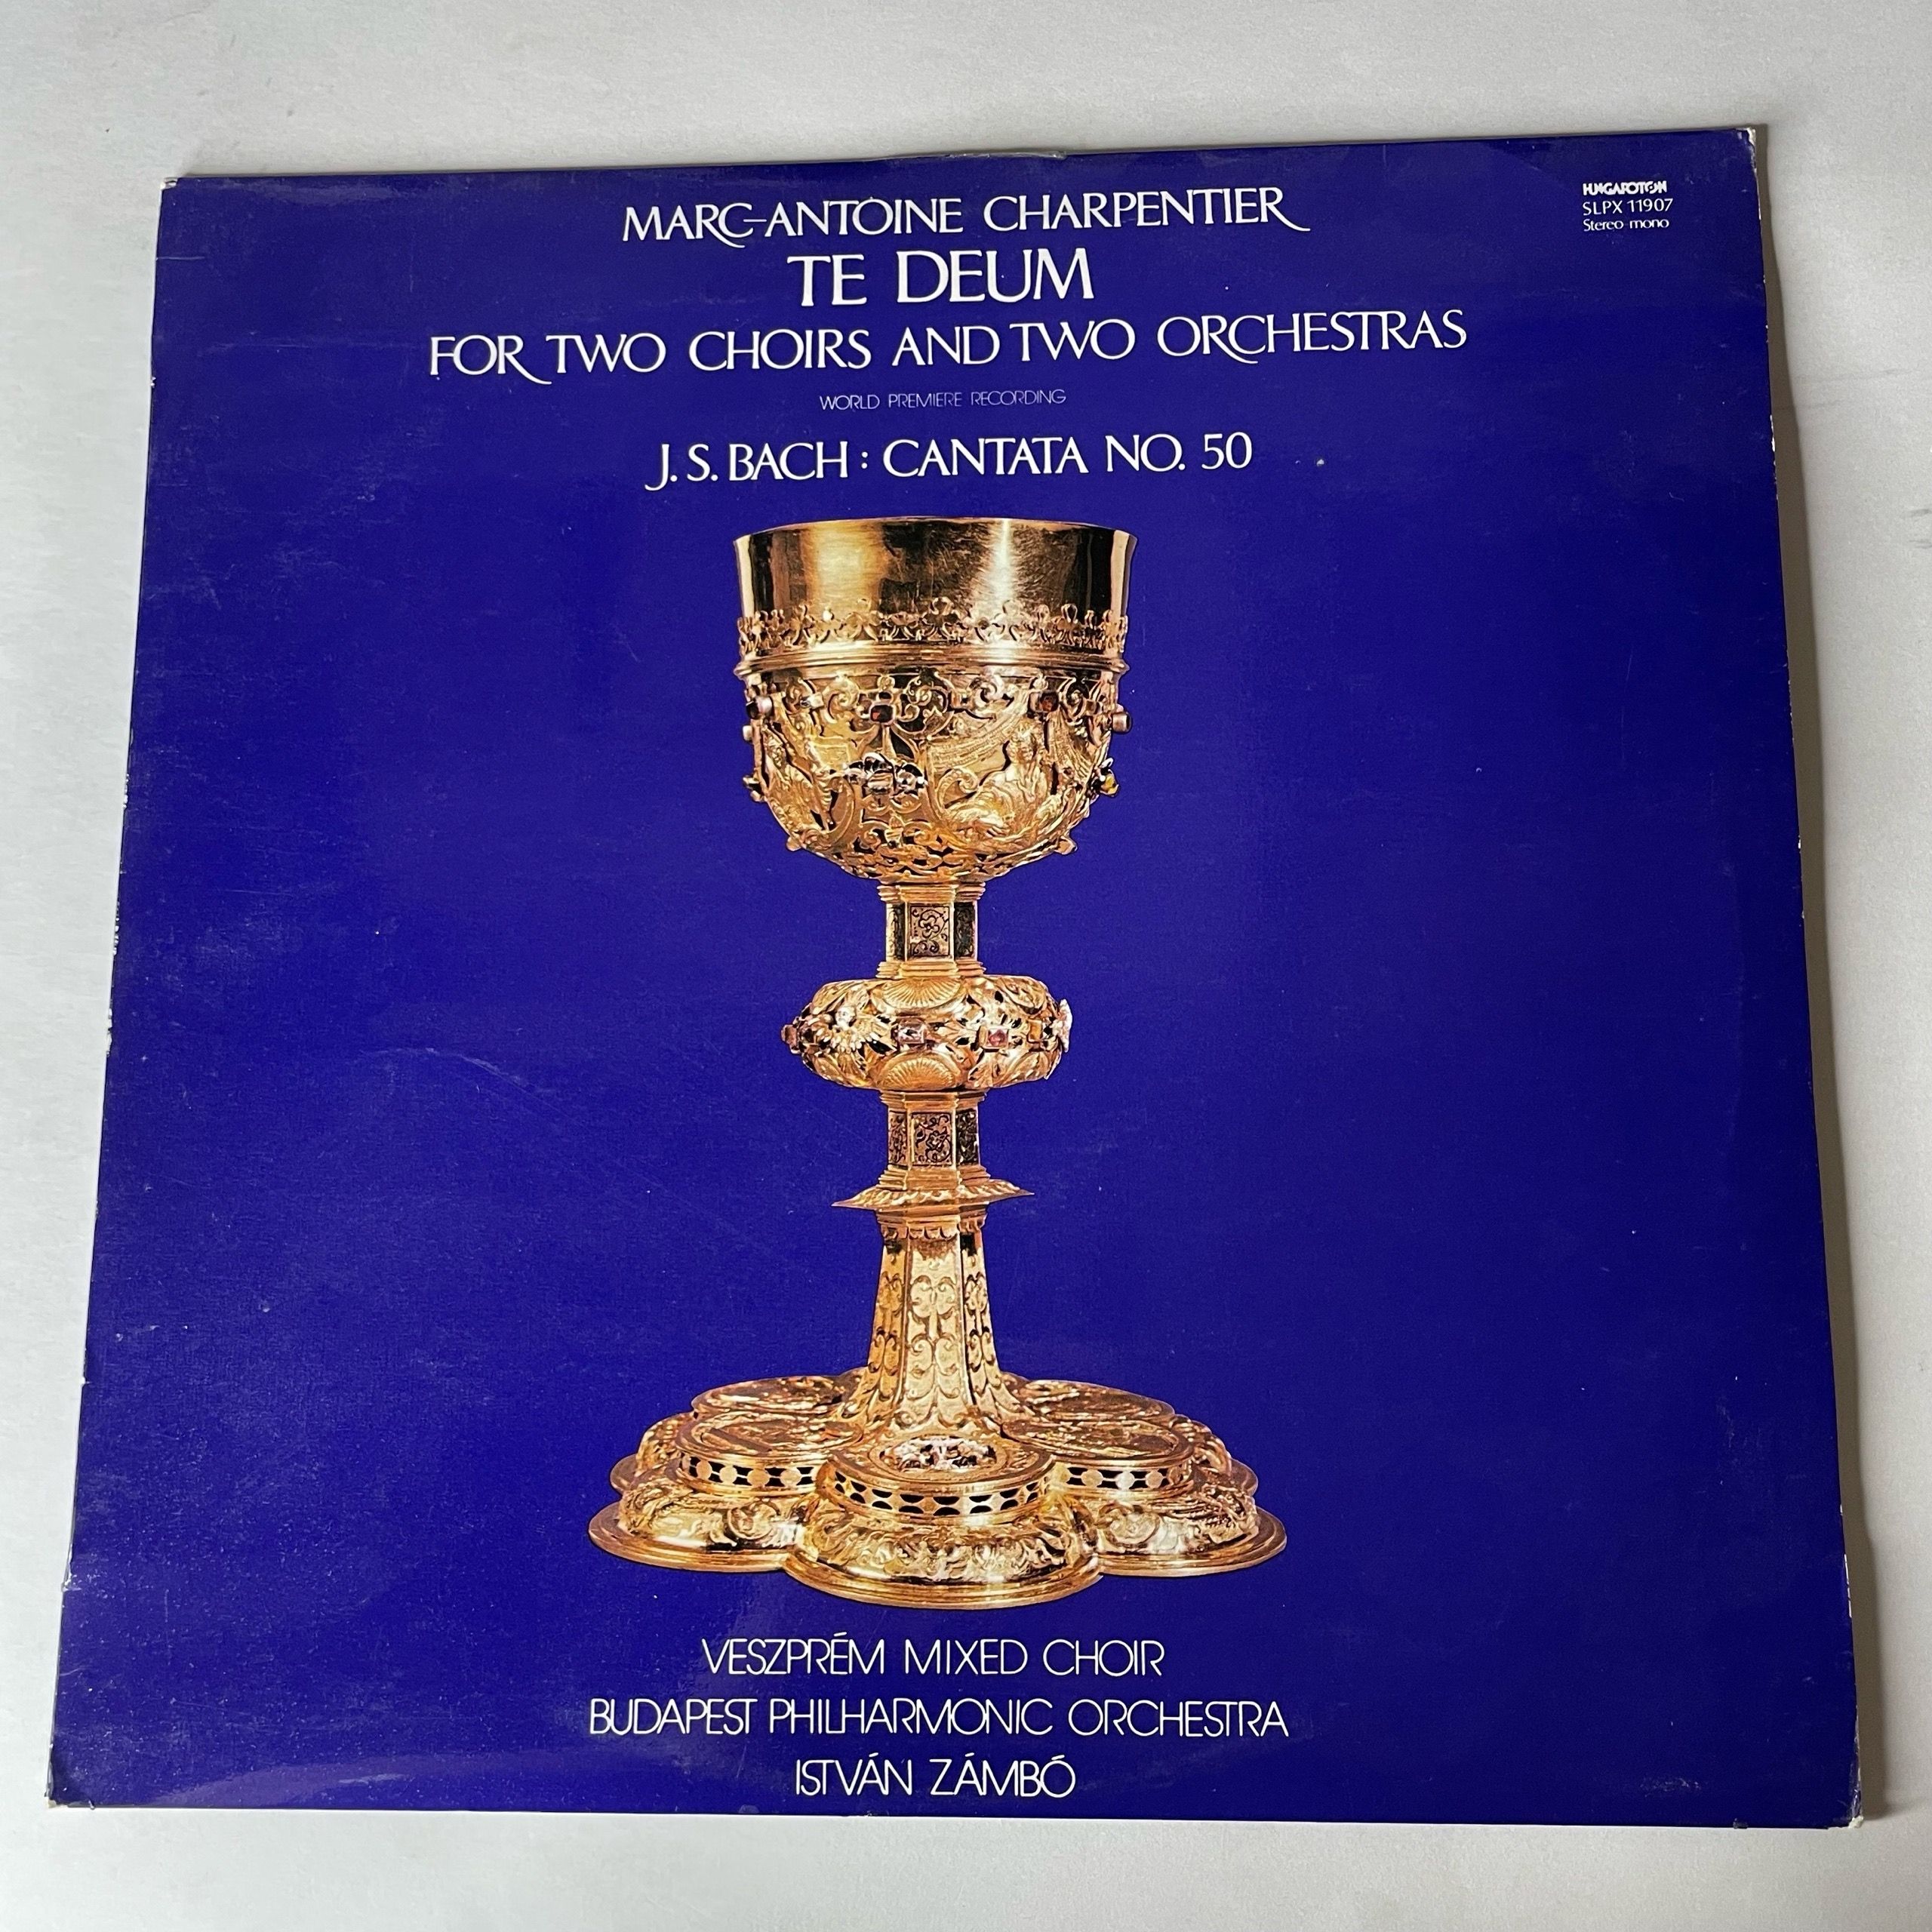 MARC-ANTOINE CHARPENTIER
TE DEUM
FOR TWO CHOIRS AND TWO ORCHESTRAS
WORLD PREMIERE RECORDING
J. S. BACH : CANTATA NO. 50
HUNGAROTON
SLPX 11907
Stereo-mono
VESZPRÉM MIXED CHOIR
BUDAPEST PHILHARMONIC ORCHESTRA
ISTVÁN ZÁMBÓ